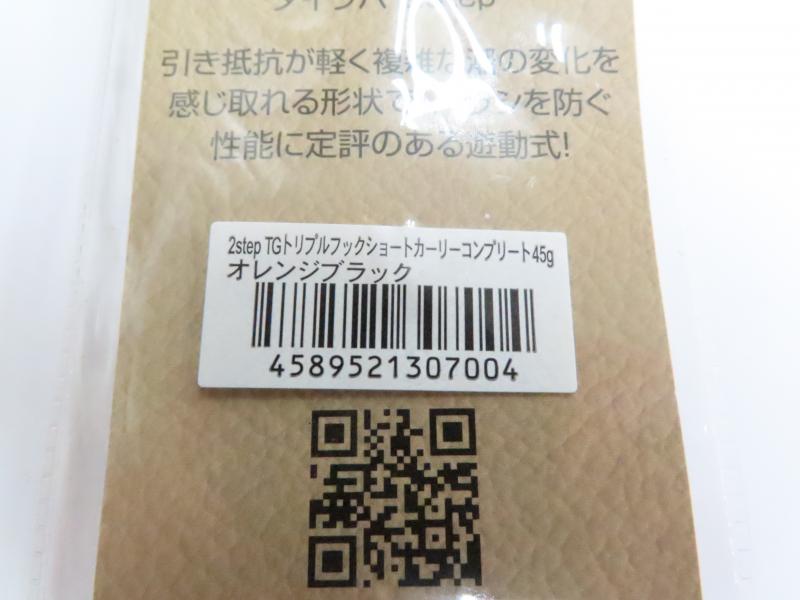 引き抵抗が軽く複雑な潮の変化を
感じ取れる形状で
を防ぐ
性能に定評のある遊動式!
2step TGトリプルフックショートカーリーコンプリート45g
オレンジブラック
4589521307004